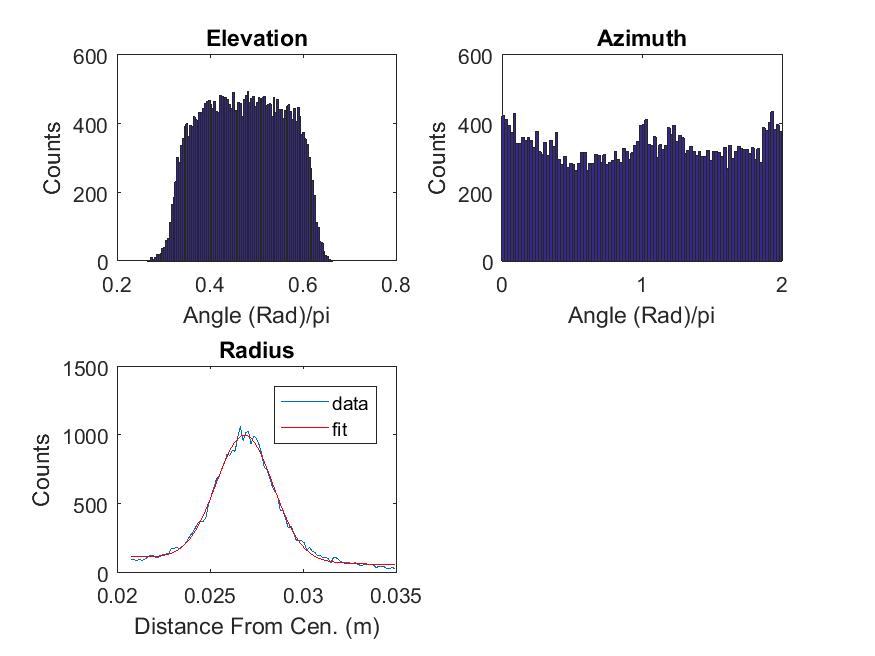 Elevation
600
400
200
0
Counts
0.2 0.4 0.6 0.8
Angle (Rad)/pi
Azimuth
600
400
200
0
Counts
0 1 2
Angle (Rad)/pi
Radius
1500
1000
500
0
Counts
data
fit
0.02 0.025 0.03 0.035
Distance From Cen. (m)